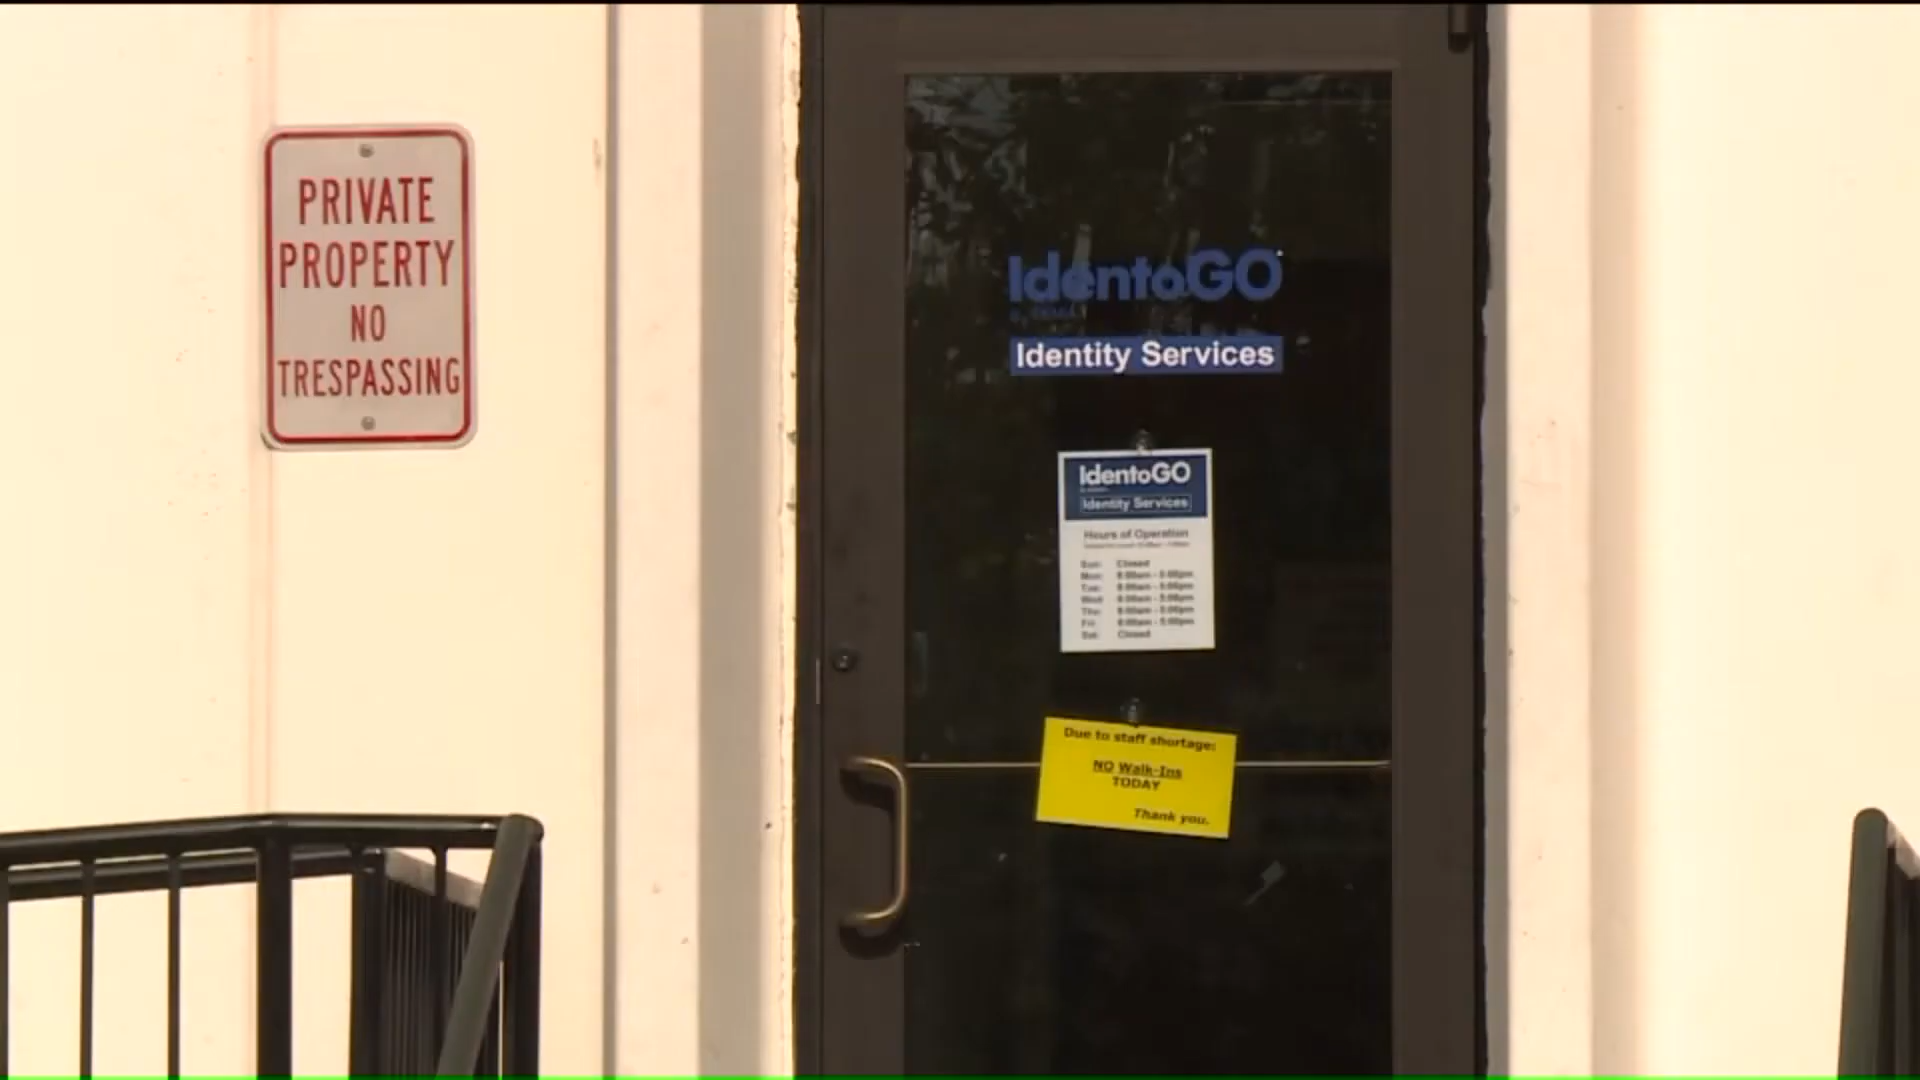 PRIVATE
PROPERTY
NO
TRESPASSING
IdentoGO
Identity Services
IdentoGO
Identity Services
Hours of Operation
Sun: Closed
Mon: 8:00am - 5:00pm
Tue: 8:00am - 5:00pm
Wed: 8:00am - 5:00pm
Thu: 8:00am - 5:00pm
Fri: 8:00am - 5:00pm
Sat: Closed
Due to staff shortage:
NO Walk-Ins
TODAY
Thank you.